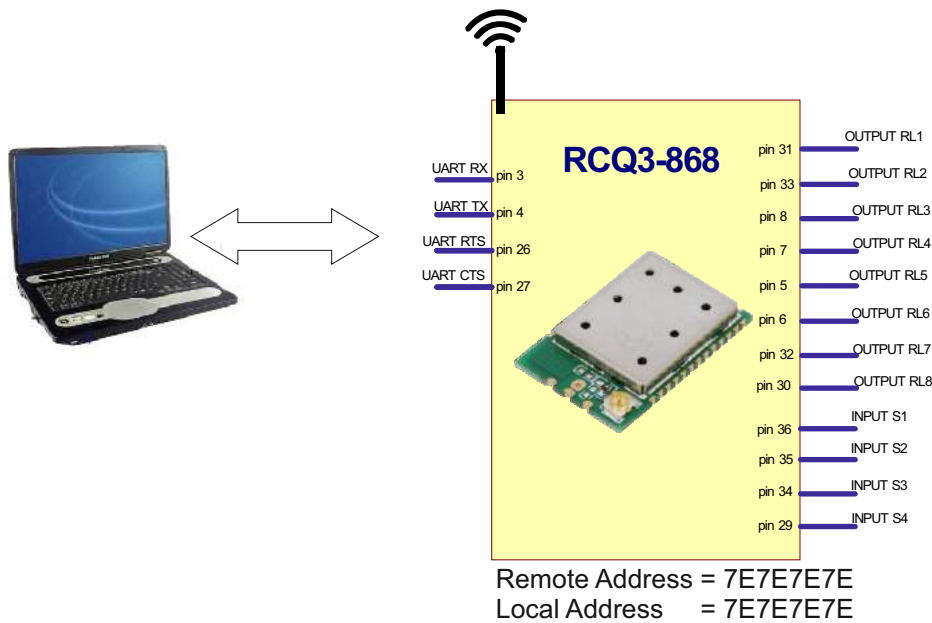 RCQ3-868
UART RX pin 3
UART TX pin 4
UART RTS pin 26
UART CTS pin 27
pin 31 OUTPUT RL1
pin 33 OUTPUT RL2
pin 8 OUTPUT RL3
pin 7 OUTPUT RL4
pin 5 OUTPUT RL5
pin 6 OUTPUT RL6
pin 32 OUTPUT RL7
pin 30 OUTPUT RL8
pin 36 INPUT S1
pin 35 INPUT S2
pin 34 INPUT S3
pin 29 INPUT S4
Remote Address = 7E7E7E7E
Local Address = 7E7E7E7E